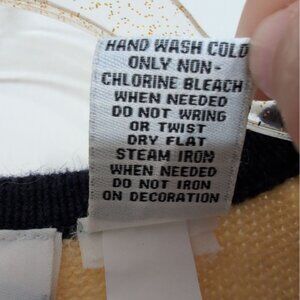 HAND WASH COLD
ONLY NON-
CHLORINE BLEACH
WHEN NEEDED
DO NOT WRING
OR TWIST
DRY FLAT
STEAM IRON
WHEN NEEDED
DO NOT IRON
ON DECORATION